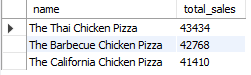 name total_sales
The Thai Chicken Pizza 43434
The Barbecue Chicken Pizza 42768
The California Chicken Pizza 41410